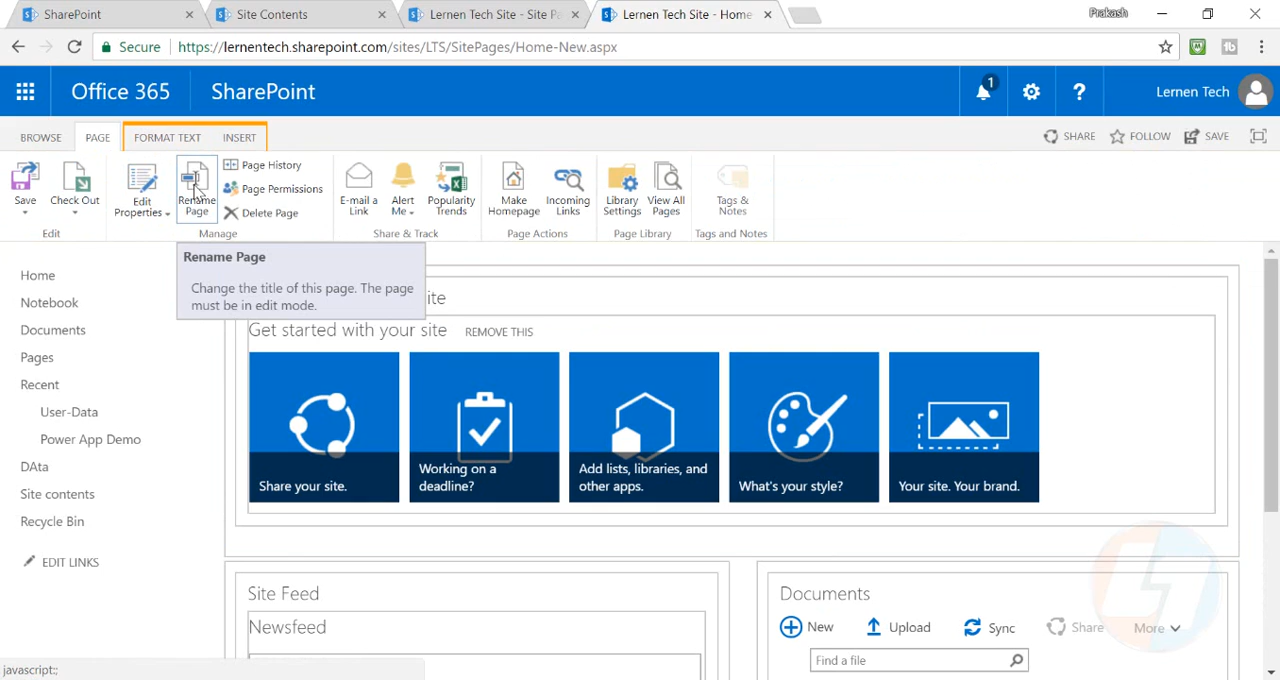 SharePoint
Site Contents
Lernen Tech Site - Site Pa
Lernen Tech Site - Home
Prakash
Secure
https://lernentech.sharepoint.com/sites/LTS/SitePages/Home-New.aspx
Office 365
SharePoint
1
?
Lernen Tech
BROWSE
PAGE
FORMAT TEXT
INSERT
SHARE
FOLLOW
SAVE
Save
Check Out
Edit
Properties
Rename
Page
Page History
Page Permissions
Delete Page
E-mail a
Link
Alert
Me
Popularity
Trends
Make
Homepage
Incoming
Links
Library
Settings
View All
Pages
Tags &
Notes
Edit
Manage
Share & Track
Page Actions
Page Library
Tags and Notes
Rename Page
Change the title of this page. The page
must be in edit mode.
Home
Notebook
Documents
Pages
Recent
User-Data
Power App Demo
DAta
Site contents
Recycle Bin
EDIT LINKS
ite
Get started with your site
REMOVE THIS
Share your site.
Working on a
deadline?
Add lists, libraries, and
other apps.
What's your style?
Your site. Your brand.
Site Feed
Newsfeed
Documents
New
Upload
Sync
Share
More
Find a file
javascript:;